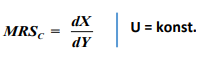 MRS_C = dX/dY | U = konst.